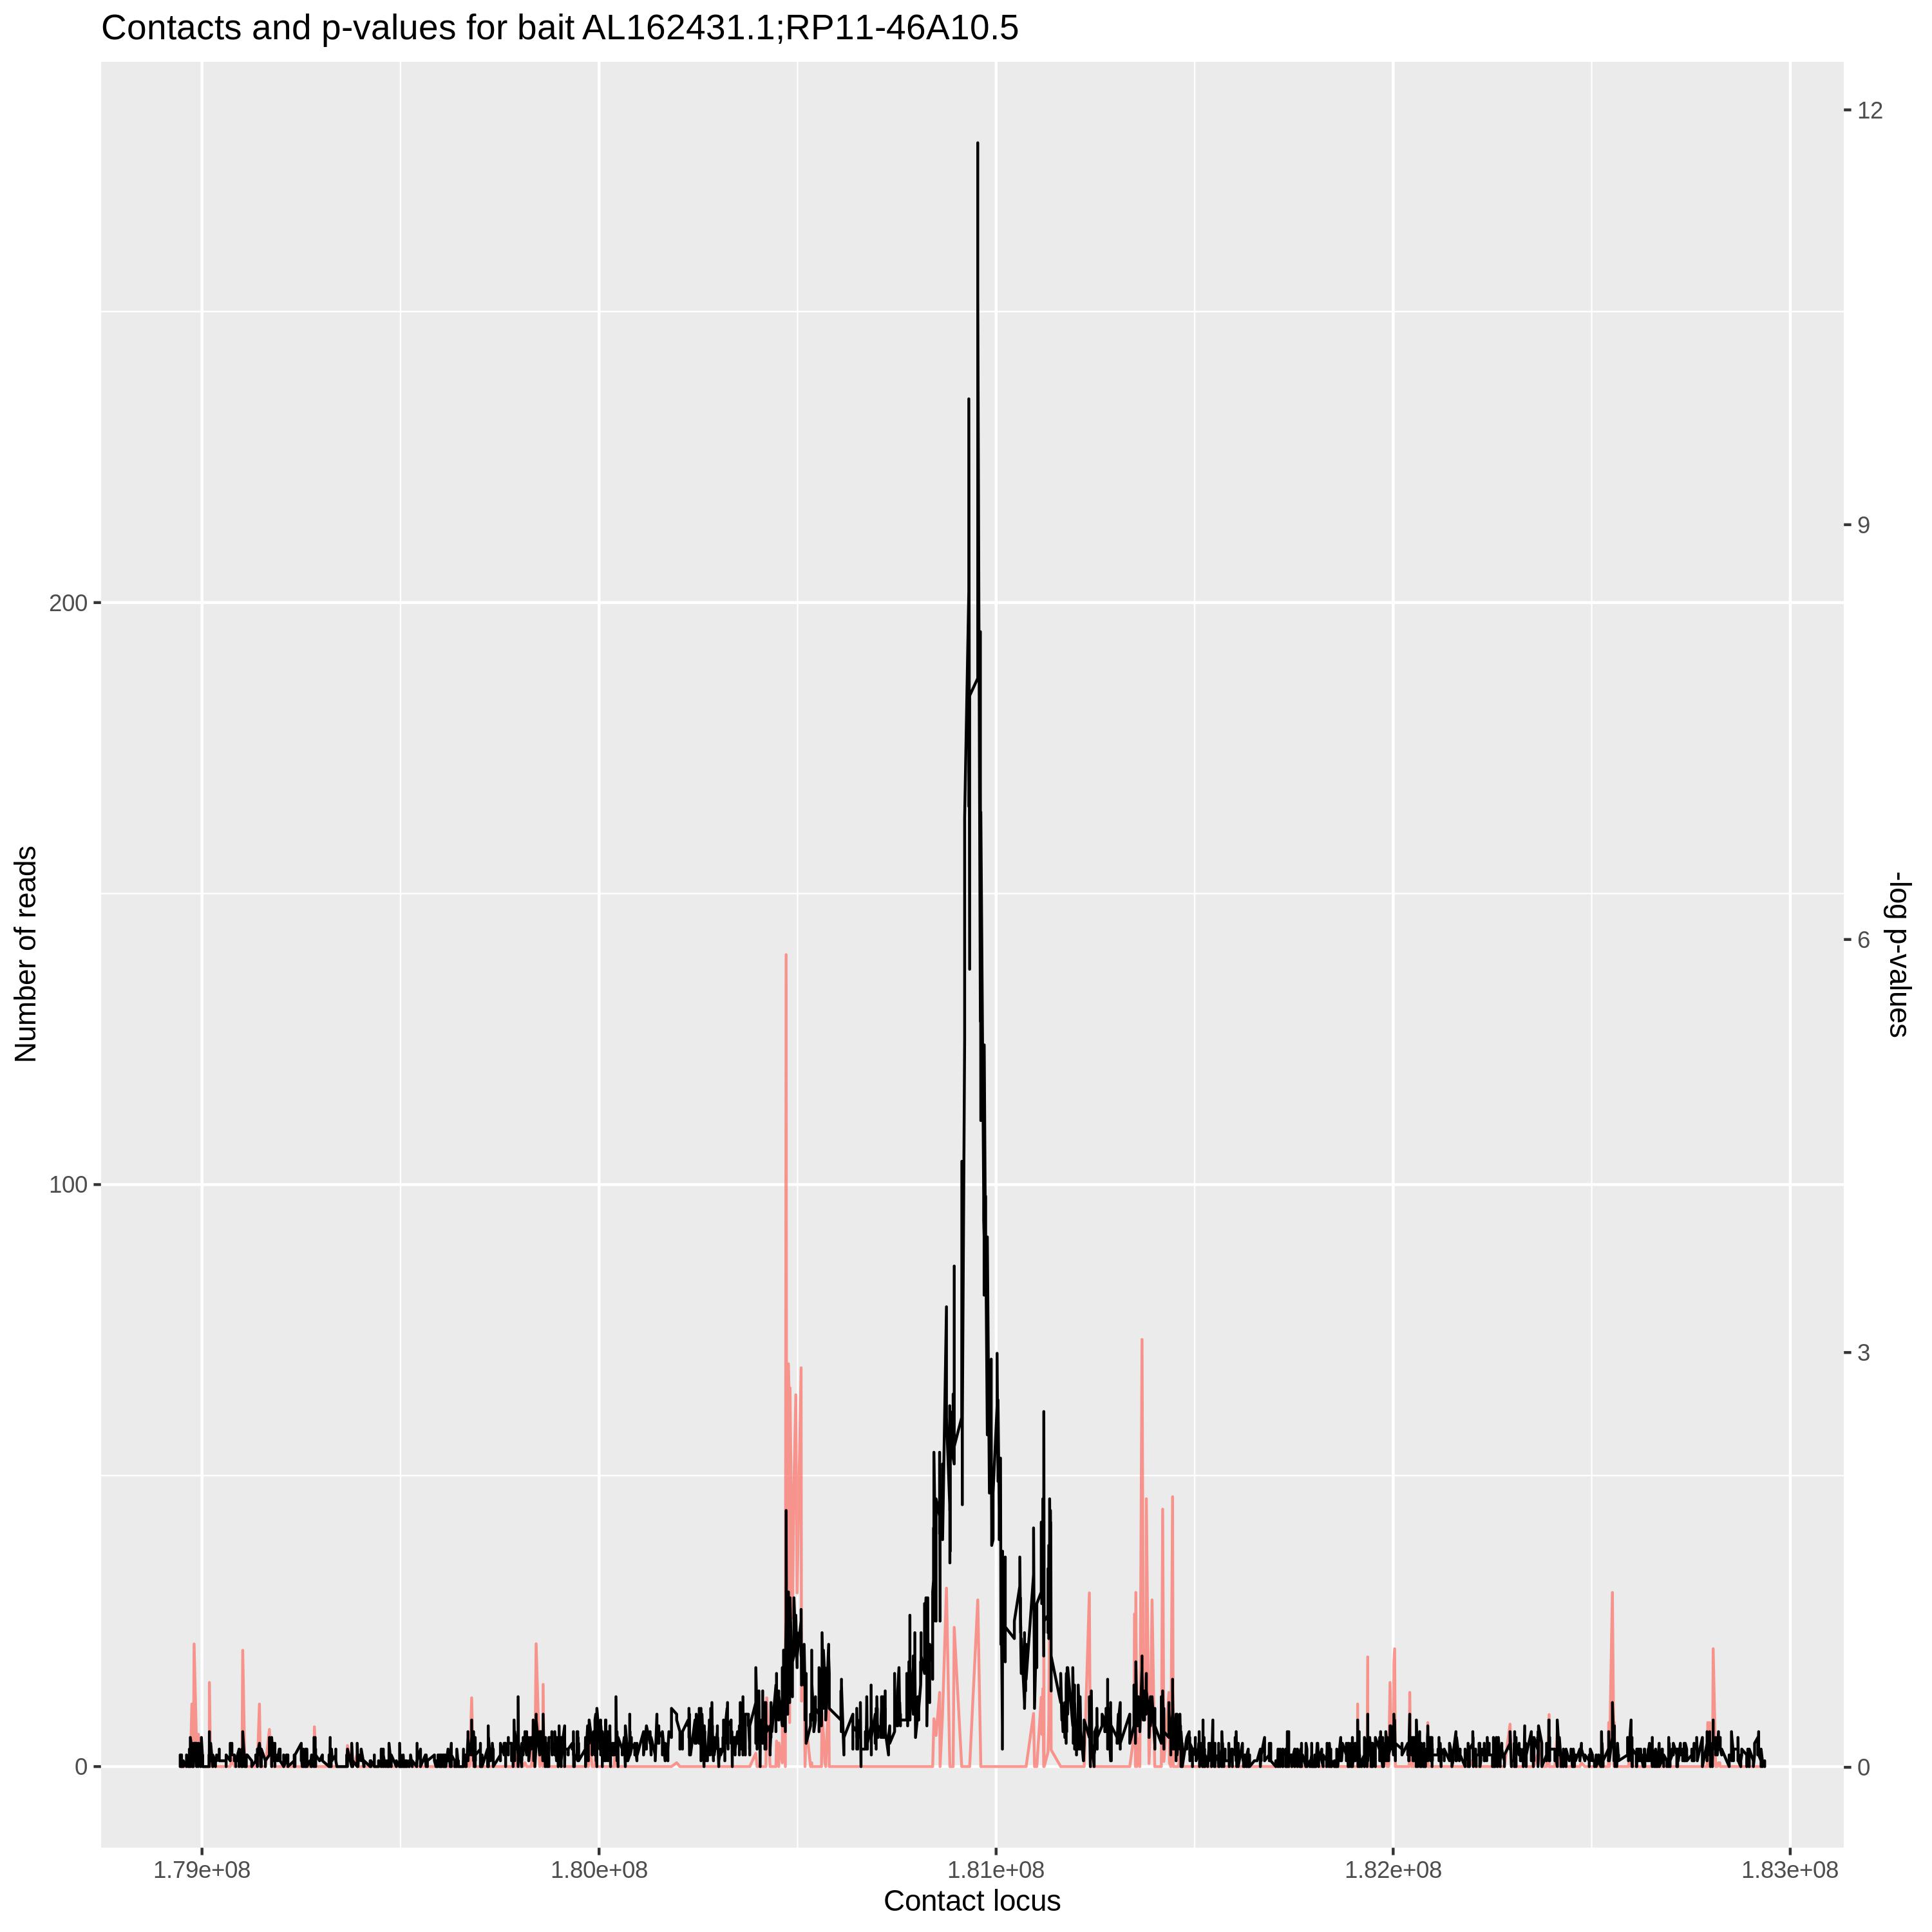 Contacts and p-values for bait AL162431.1;RP11-46A10.5
12
9
200
6
Number of reads
-log p-values
3
100
0
0
1.79e+08 1.80e+08 1.81e+08 1.82e+08 1.83e+08
Contact locus